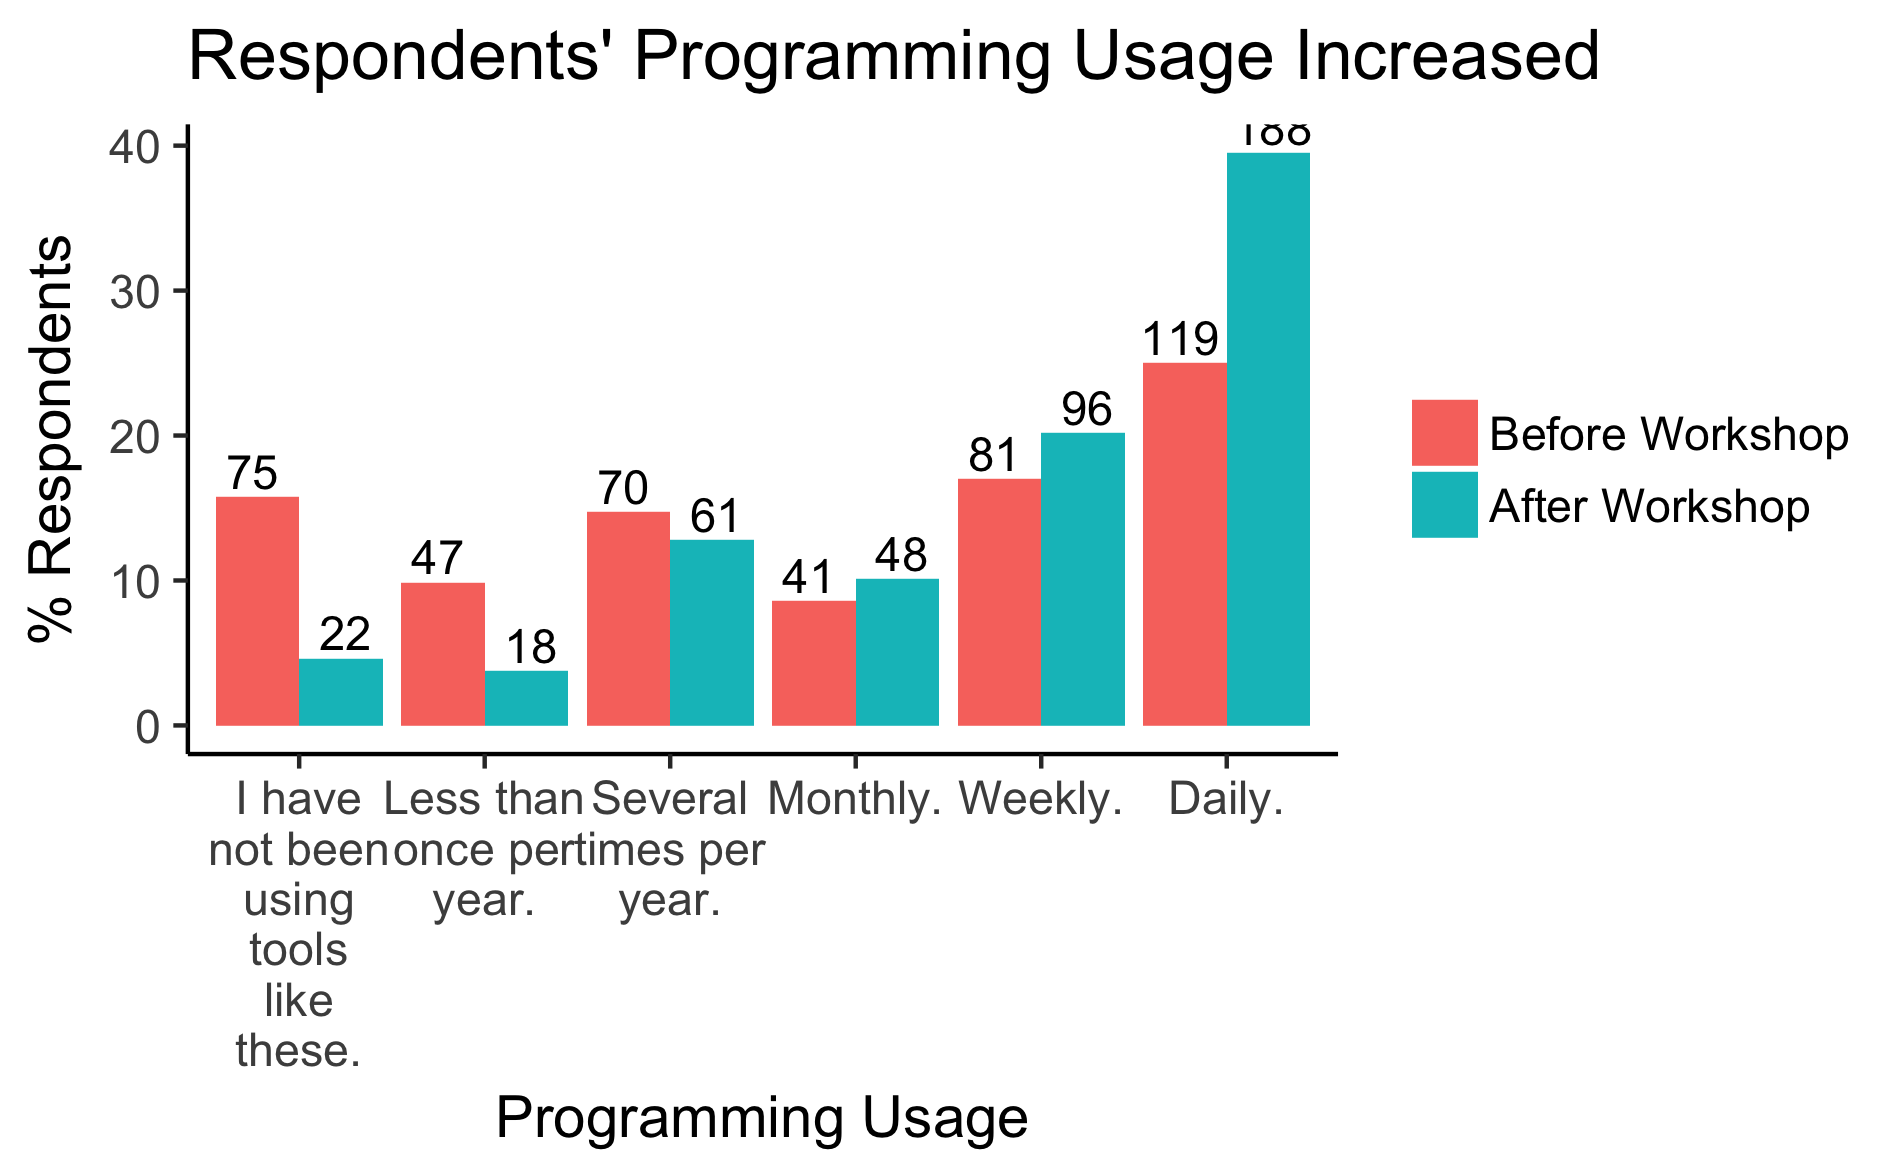 Respondents' Programming Usage Increased
% Respondents
40
30
20
10
0
75
22
47
18
70
61
41
48
81
96
119
188
I have
not been
using
tools
like
these.
Less than
once per
year.
Several
times per
year.
Monthly.
Weekly.
Daily.
Programming Usage
Before Workshop
After Workshop